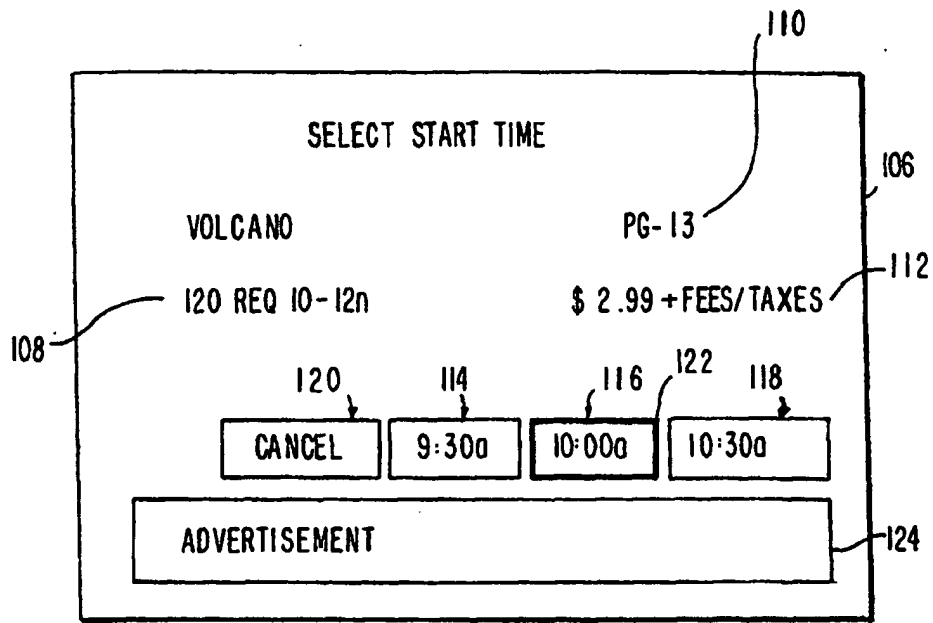 110
SELECT START TIME
106
VOLCANO PG-13
112
120 REQ 10-12n $ 2.99 +FEES/TAXES
108
120 114 116 122 118
CANCEL 9:30a 10:00a 10:30a
ADVERTISEMENT
124